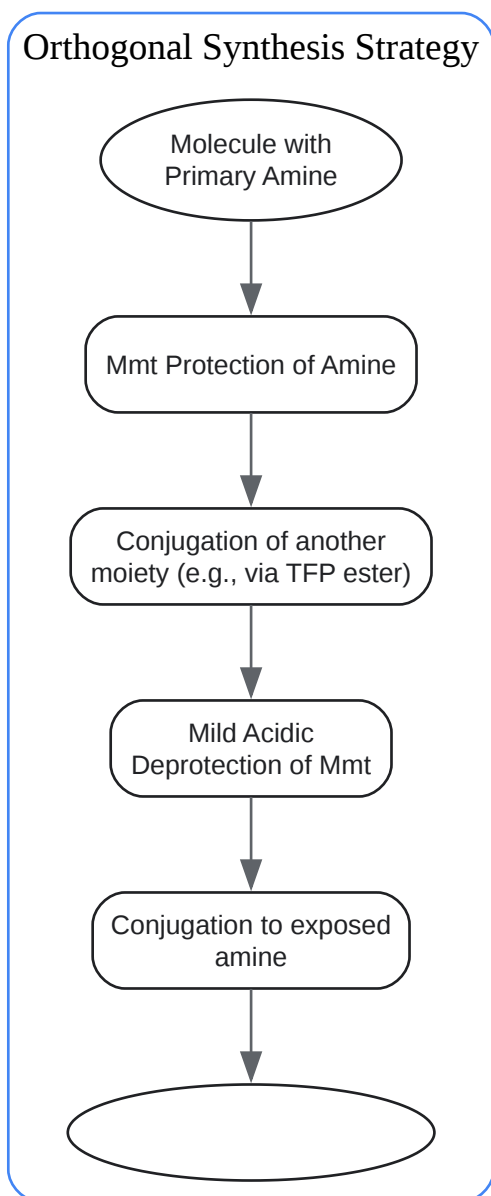 Orthogonal Synthesis Strategy
Molecule with
Primary Amine
Mmt Protection of Amine
Conjugation of another
moiety (e.g., via TFP ester)
Mild Acidic
Deprotection of Mmt
Conjugation to exposed
amine